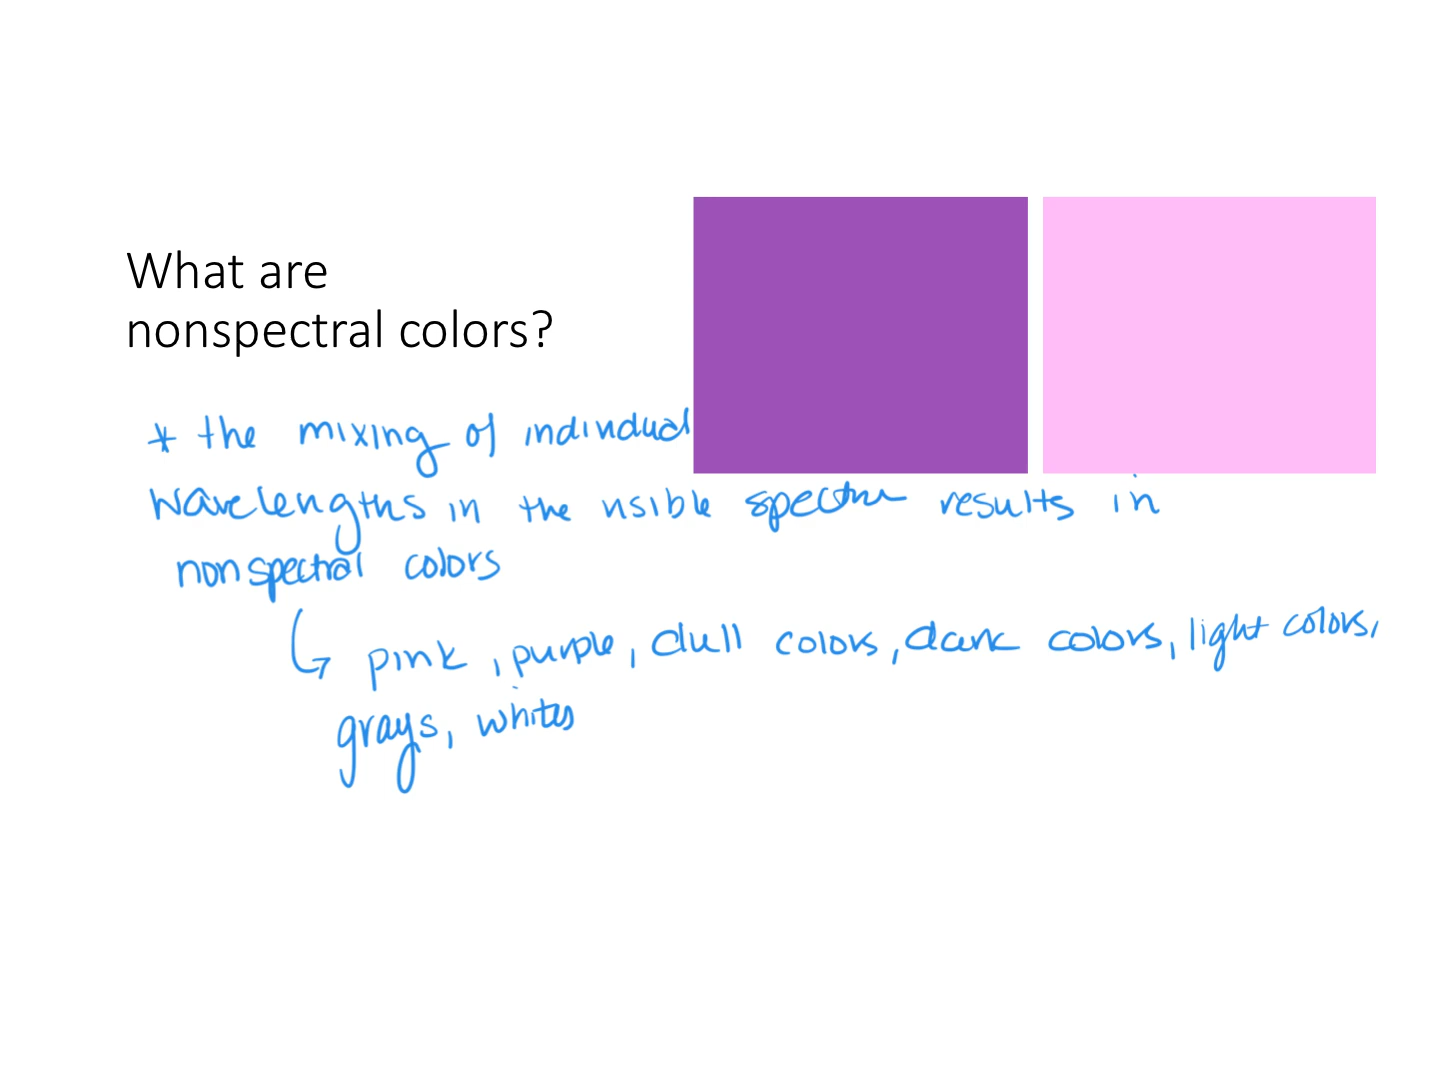 What are
nonspectral colors?
* the mixing of individual
wavelengths in the visible spectrum results in
nonspectral colors
pink, purple, dull colors, dark colors, light colors,
grays, whites